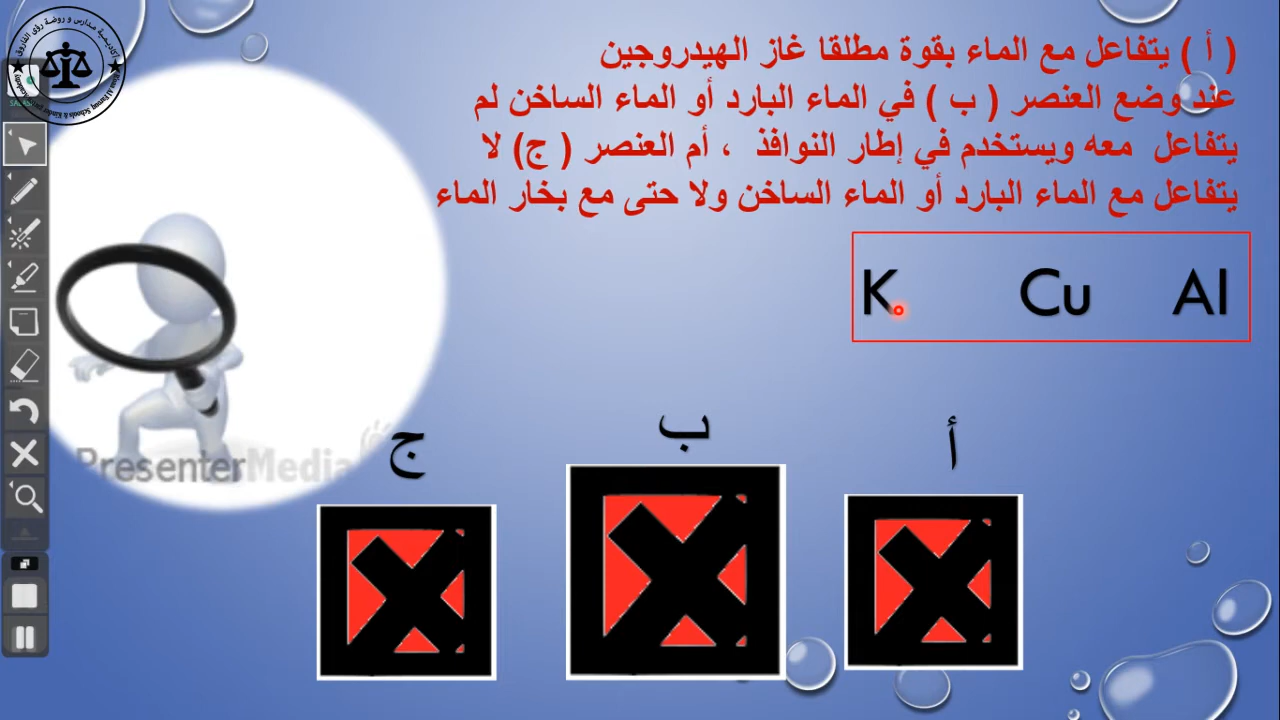 ( أ ) يتفاعل مع الماء بقوة مطلقا غاز الهيدروجين
عند وضع العنصر ( ب ) في الماء البارد أو الماء الساخن لم
يتفاعل معه ويستخدم في إطار النوافذ ، أم العنصر ( ج) لا
يتفاعل مع الماء البارد أو الماء الساخن ولا حتى مع بخار الماء
K Cu Al
أ
ب
ج
PresenterMedia